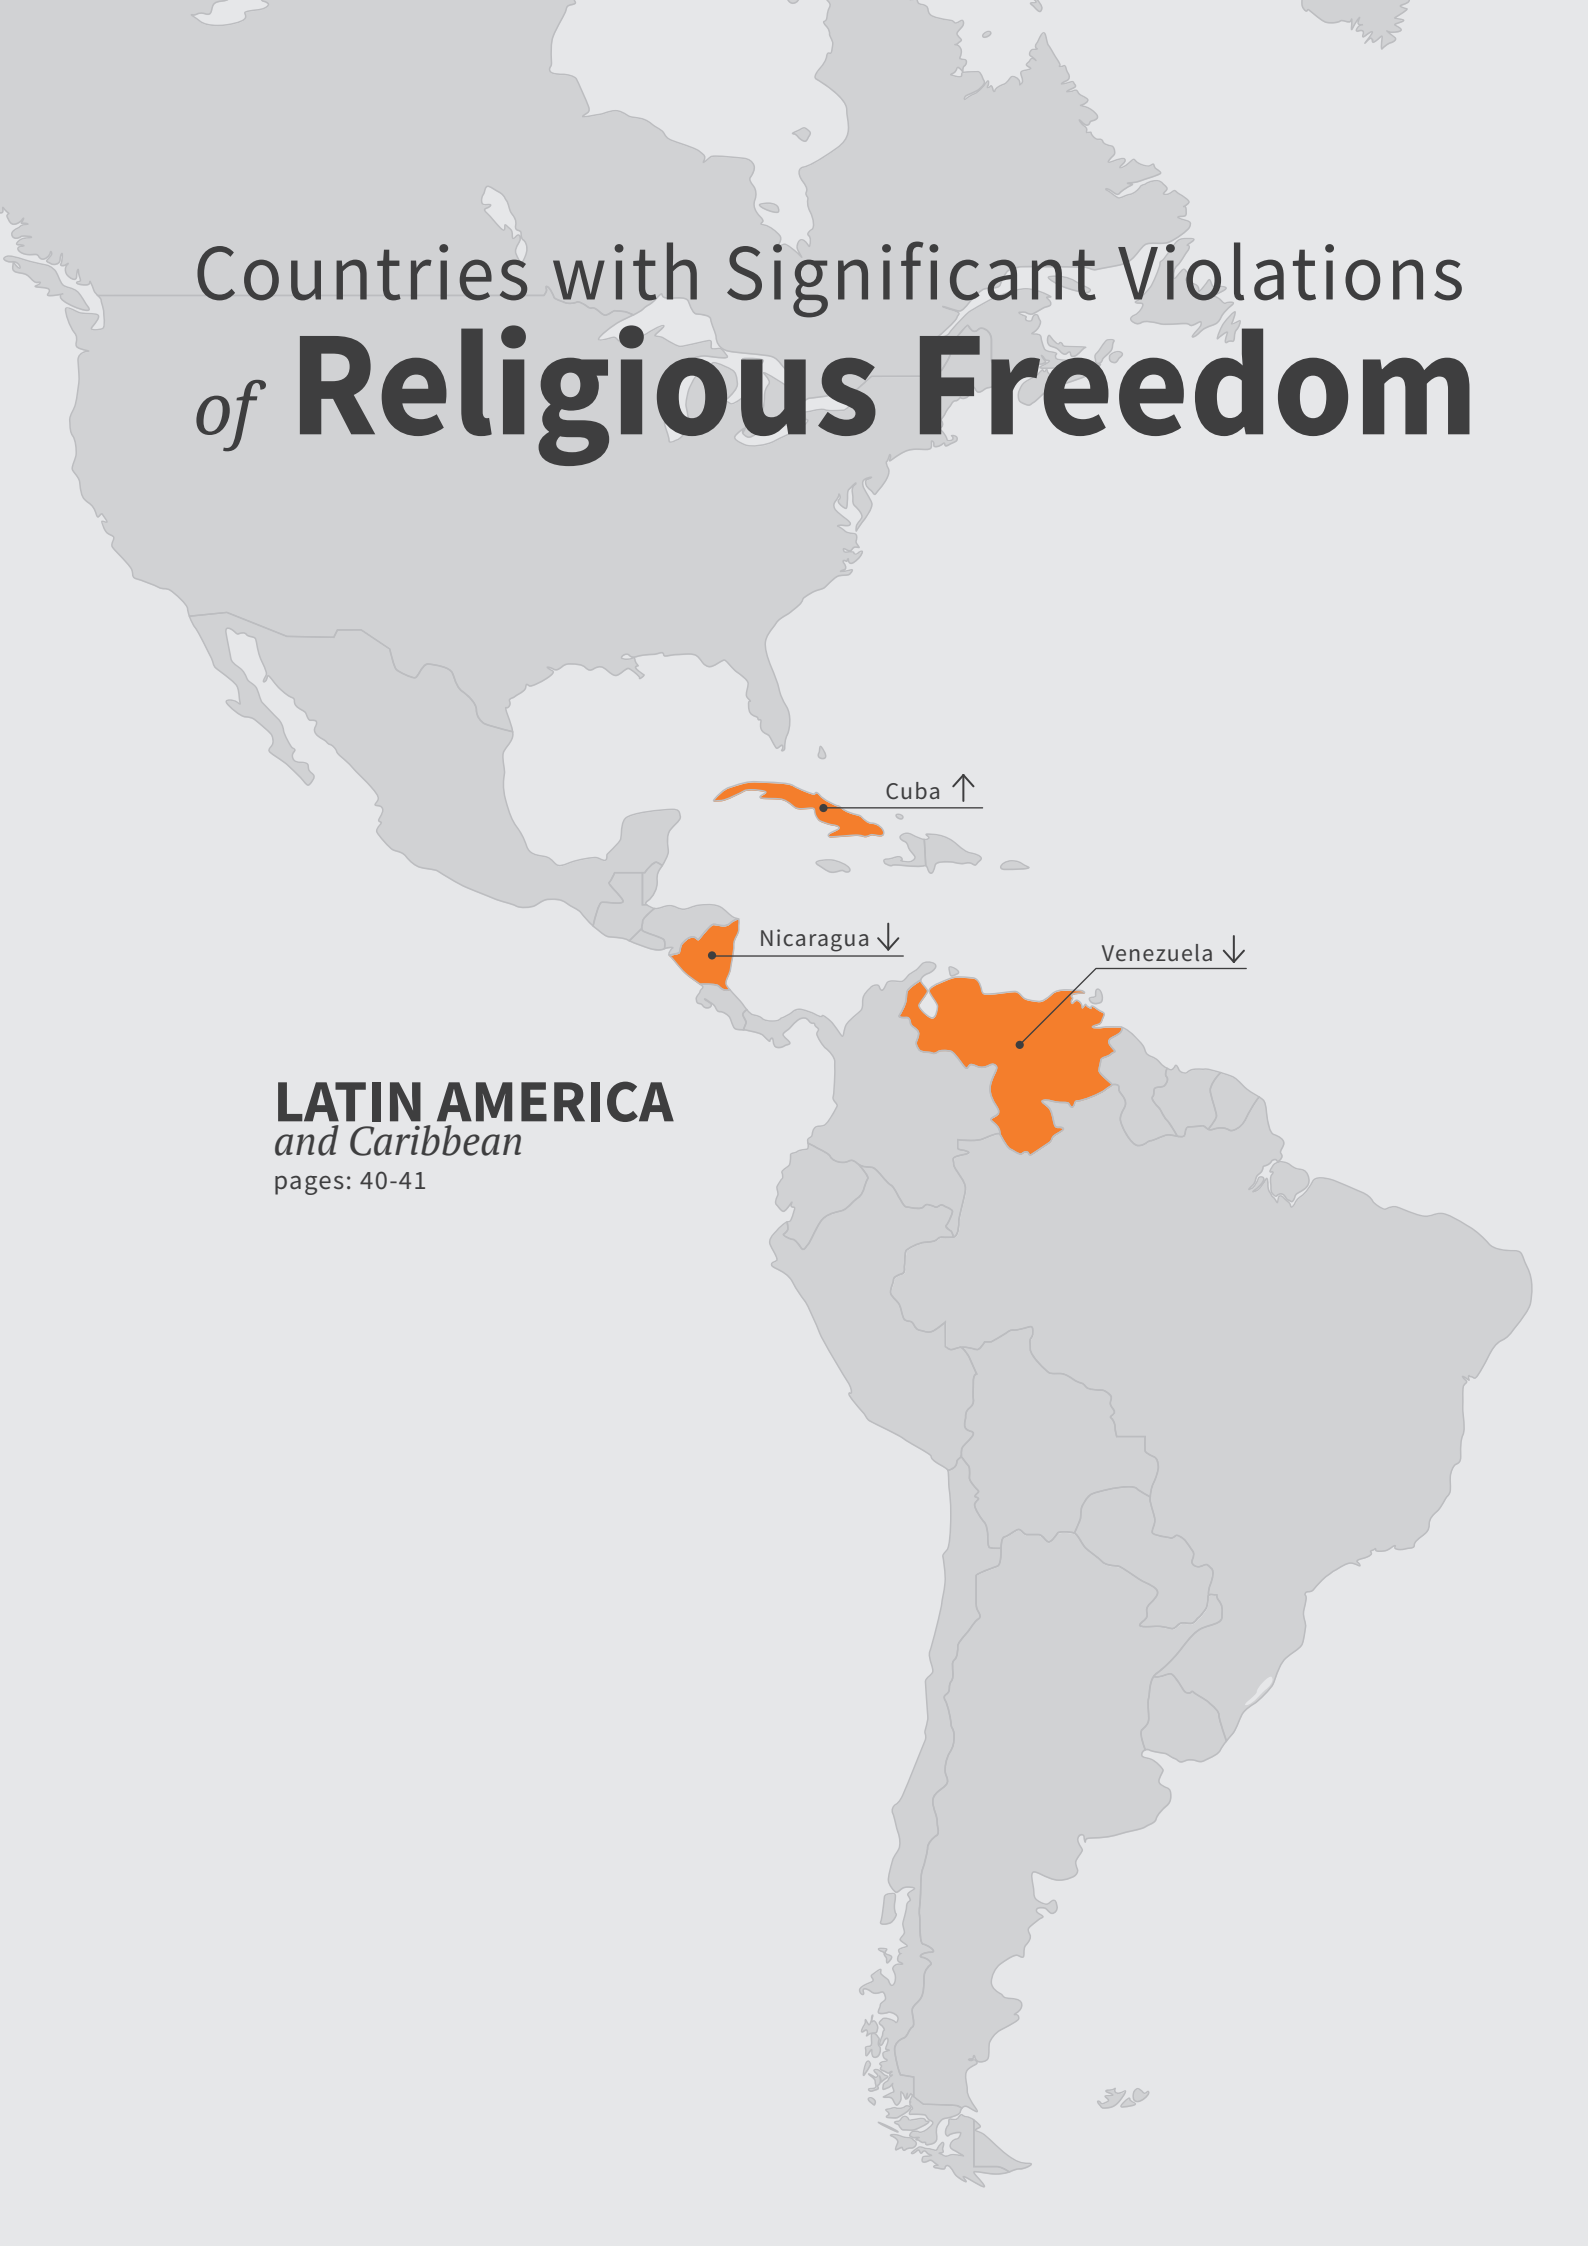 Countries with Significant Violations
of Religious Freedom
Cuba ↑
Nicaragua ↓
Venezuela ↓
LATIN AMERICA
and Caribbean
pages: 40-41